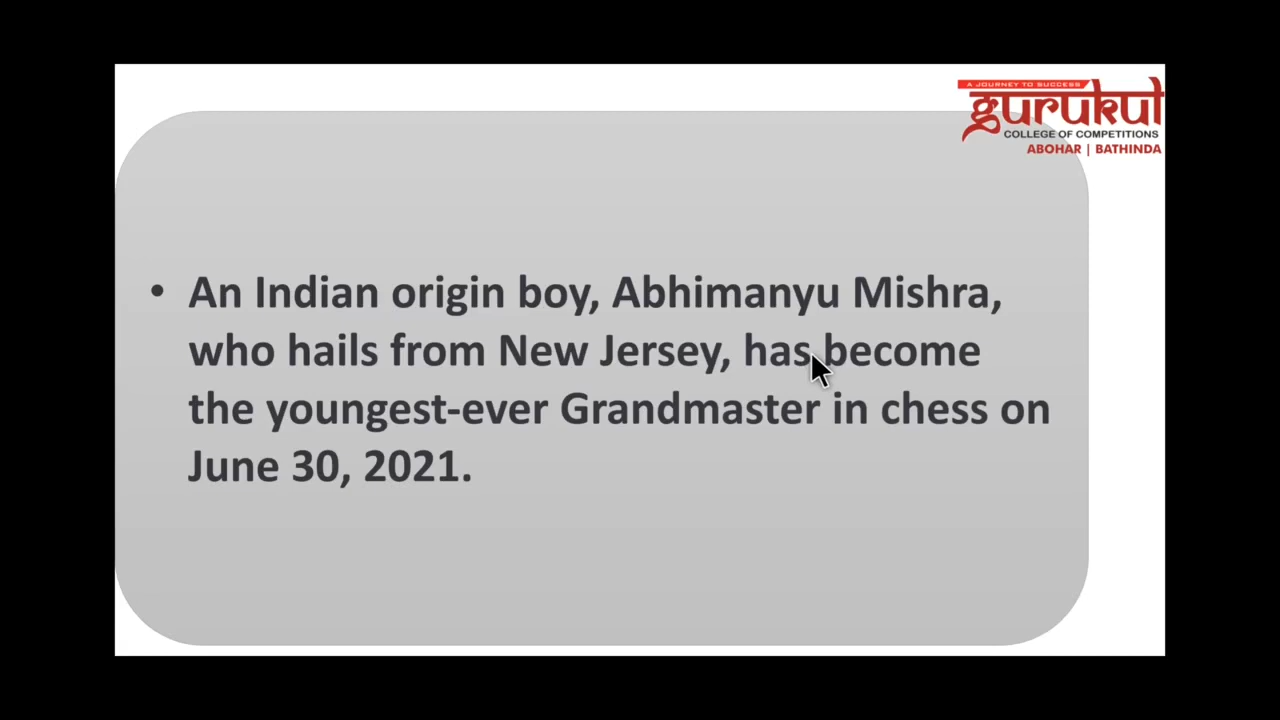 A JOURNEY TO SUCCESS
gurukul
COLLEGE OF COMPETITIONS
ABOHAR | BATHINDA
• An Indian origin boy, Abhimanyu Mishra,
who hails from New Jersey, has become
the youngest-ever Grandmaster in chess on
June 30, 2021.